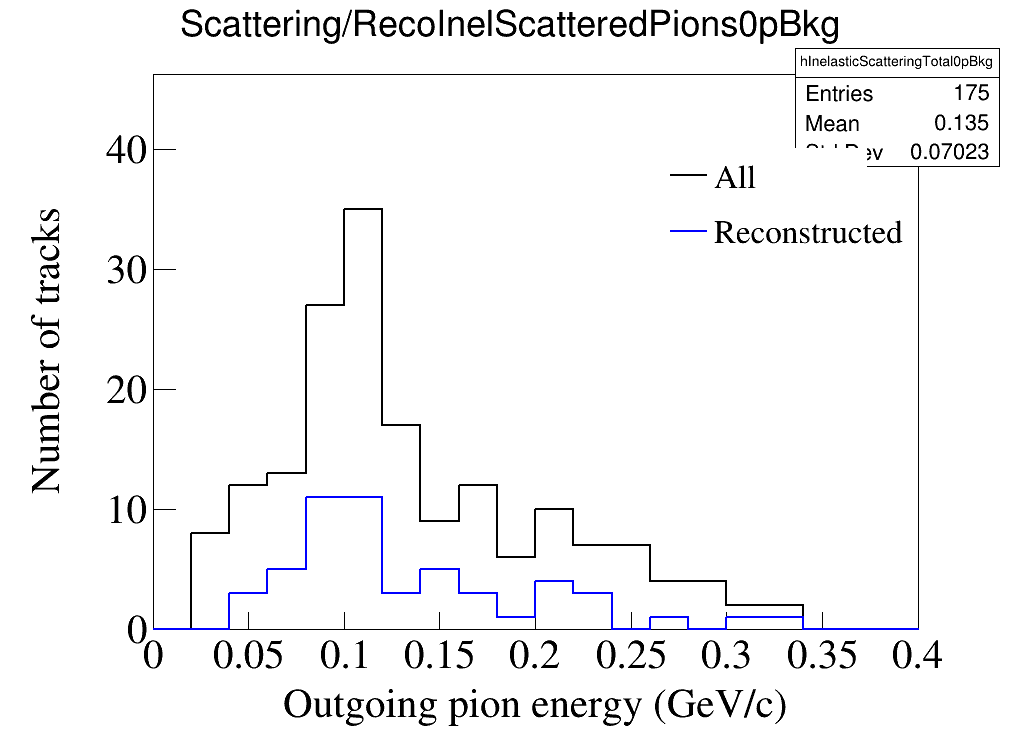 Scattering/RecoInelScatteredPions0pBkg
hInelasticScatteringTotal0pBkg
Entries 175
Mean 0.135
0.07023
All
Reconstructed
40
30
20
10
0
Number of tracks
0 0.05 0.1 0.15 0.2 0.25 0.3 0.35 0.4
Outgoing pion energy (GeV/c)